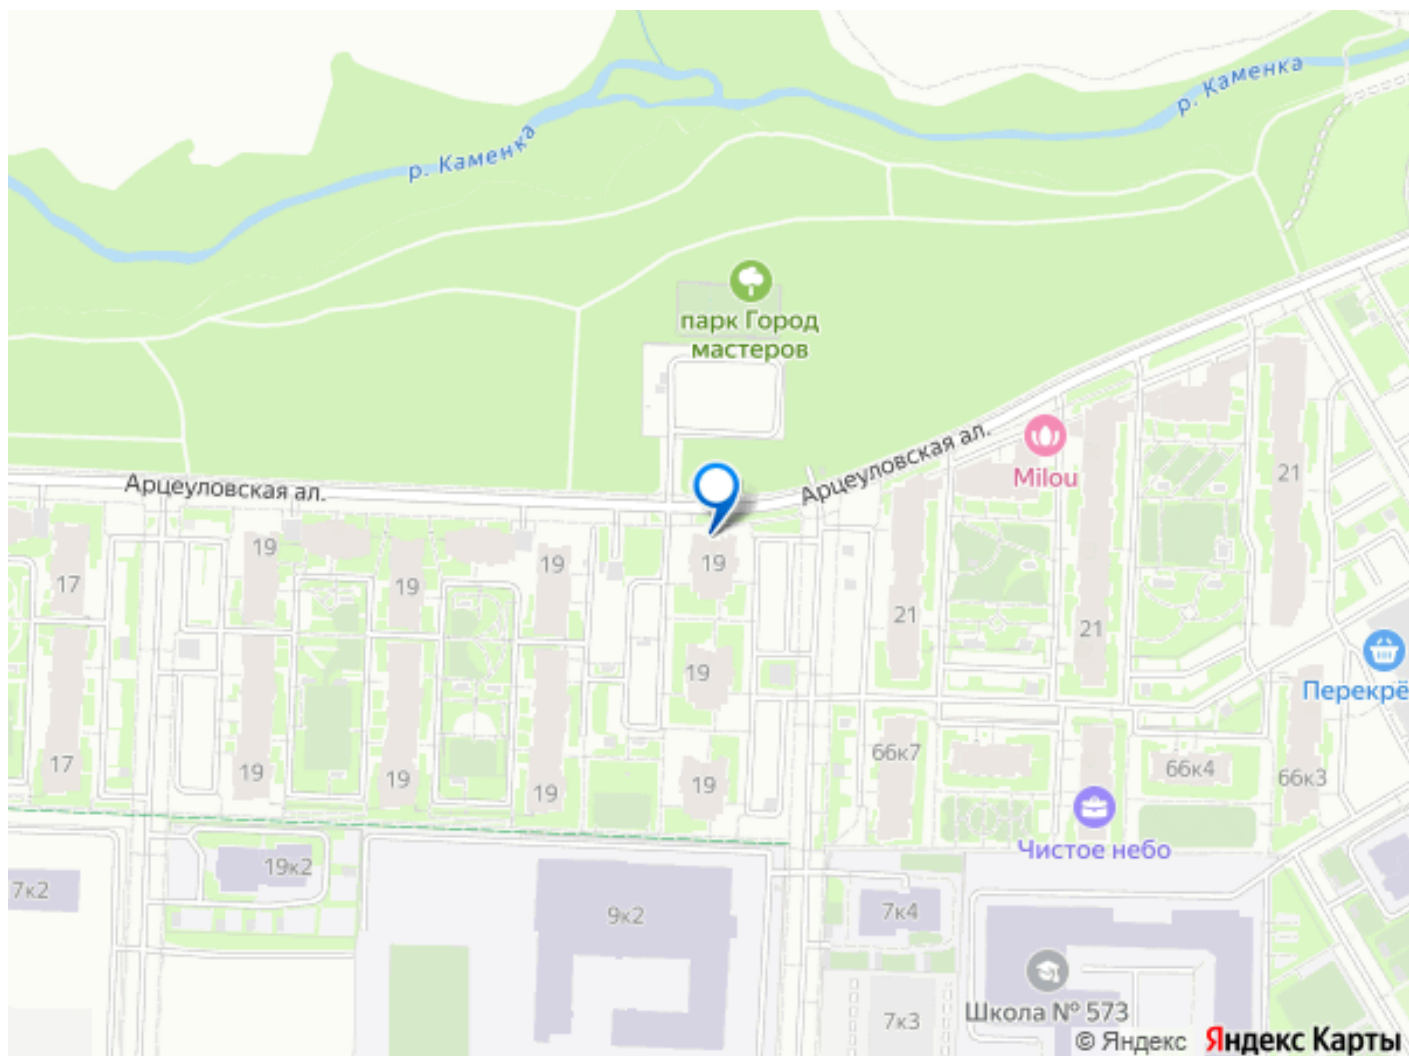 р. Каменка
р. Каменка
парк Город
мастеров
Арцеуловская ал.
Milou
Арцеуловская ал.
21
19
19
19
19
17
19
21
21
19
Перекрё
17
19
19
19
19
66к7
66к4
66к3
Чистое небо
19к2
7к2
9к2
7к4
Школа № 573
7к3
© Яндекс Яндекс Карты